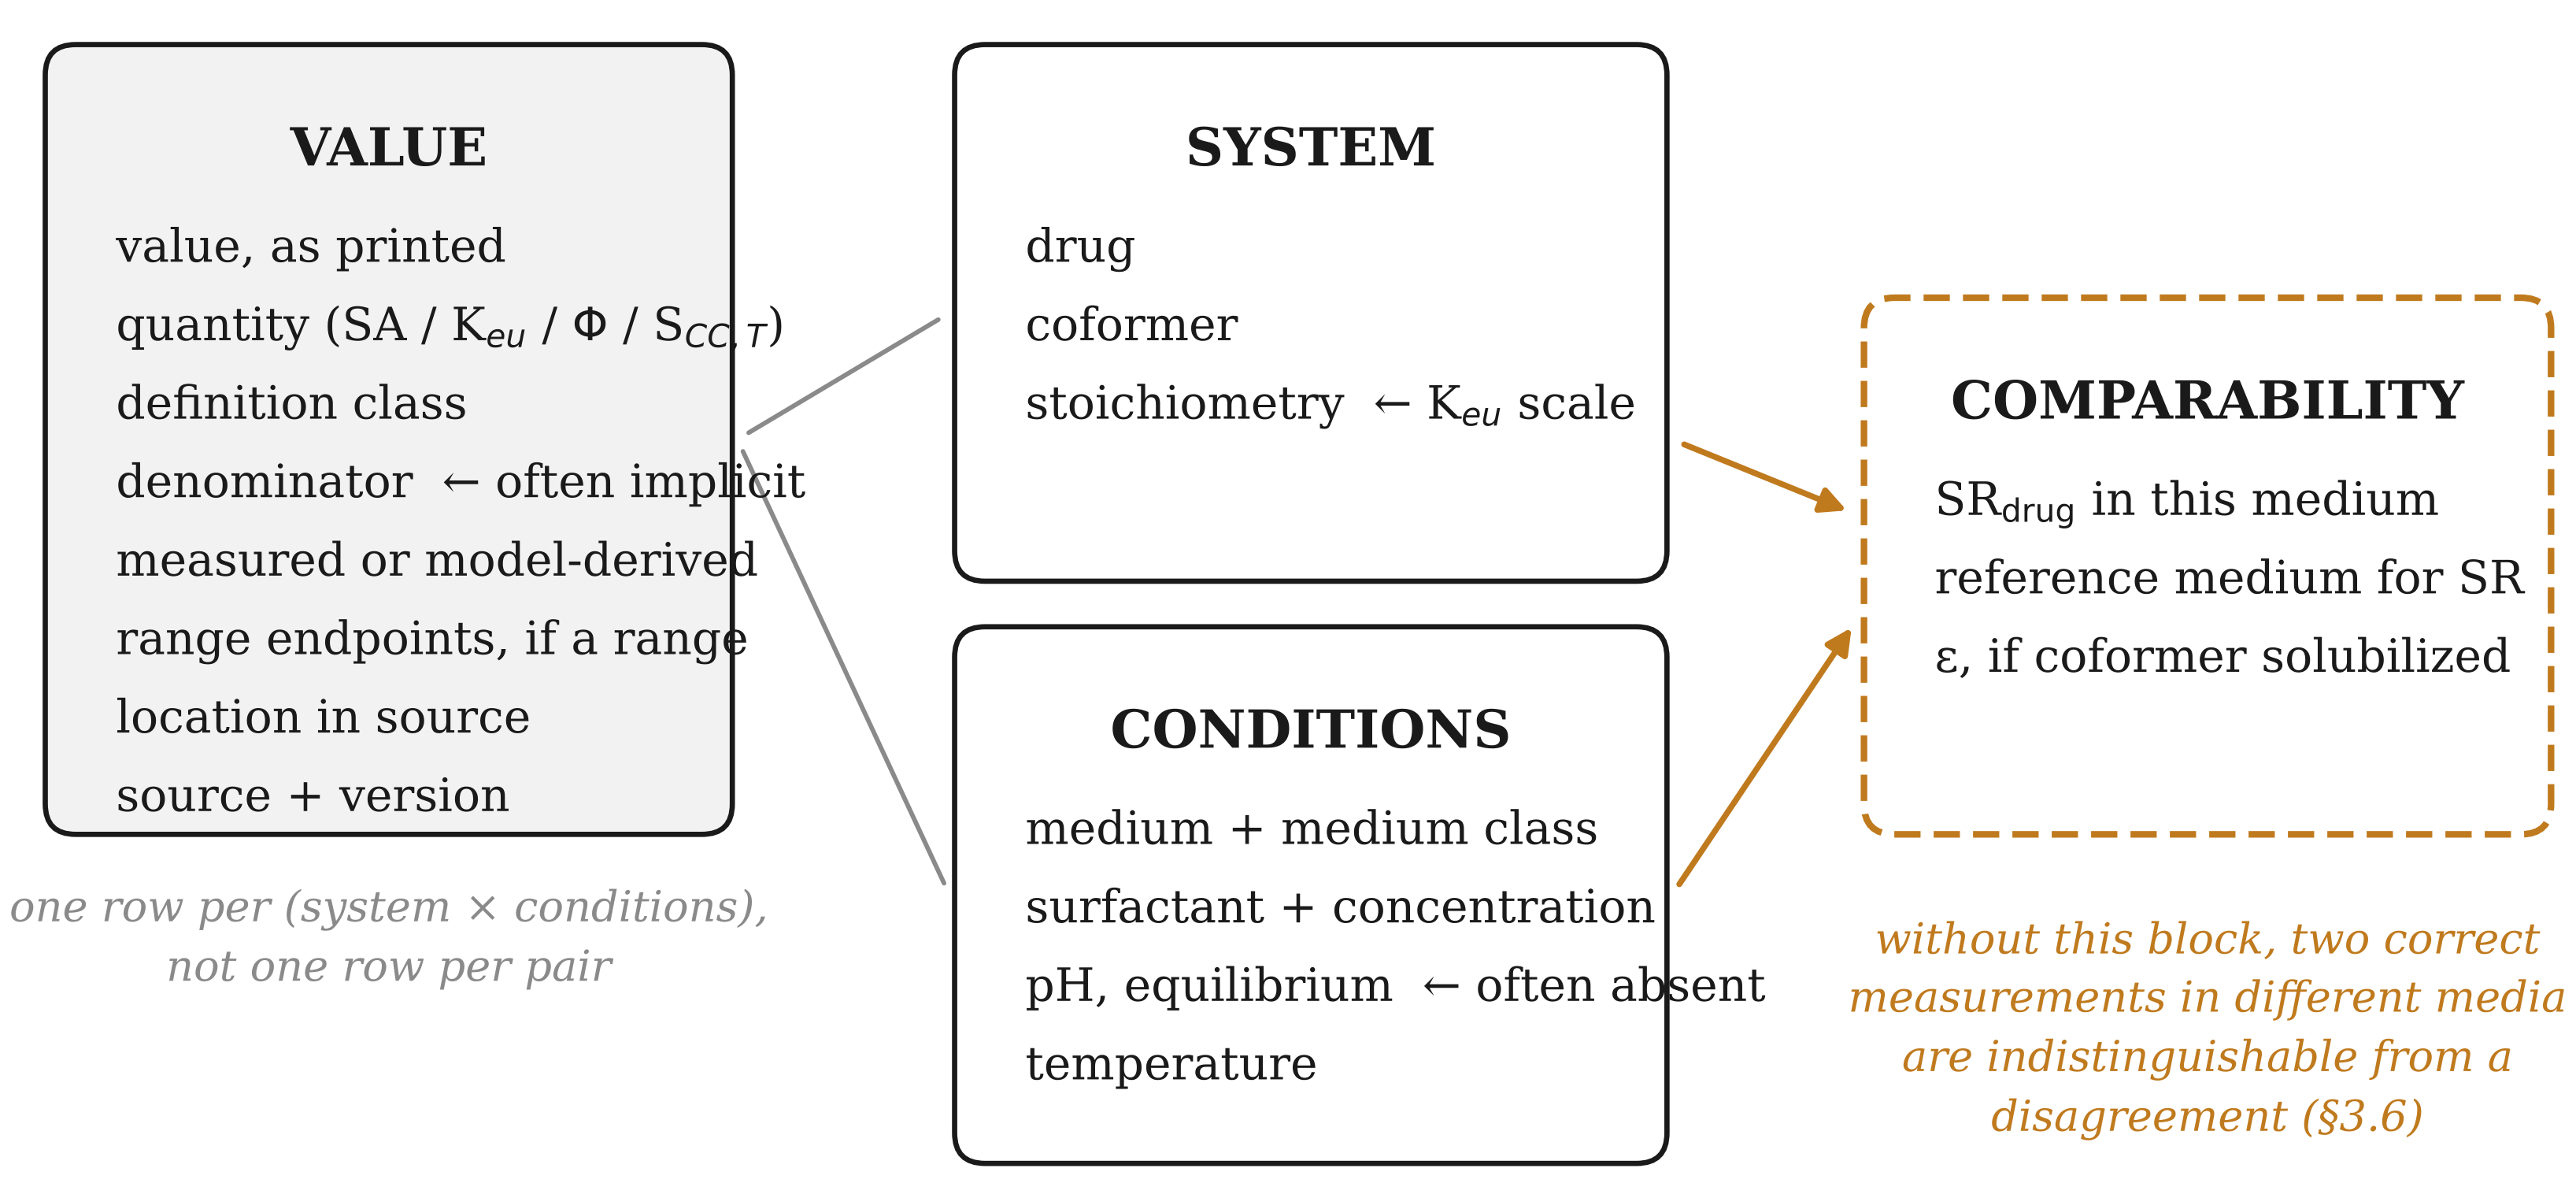 VALUE
value, as printed
quantity (SA / K_eu / Φ / S_CC,T)
definition class
denominator ← often implicit
measured or model-derived
range endpoints, if a range
location in source
source + version
one row per (system × conditions),
not one row per pair
SYSTEM
drug
coformer
stoichiometry ← K_eu scale
CONDITIONS
medium + medium class
surfactant + concentration
pH, equilibrium ← often absent
temperature
COMPARABILITY
SR_drug in this medium
reference medium for SR
ε, if coformer solubilized
without this block, two correct
measurements in different media
are indistinguishable from a
disagreement (§3.6)